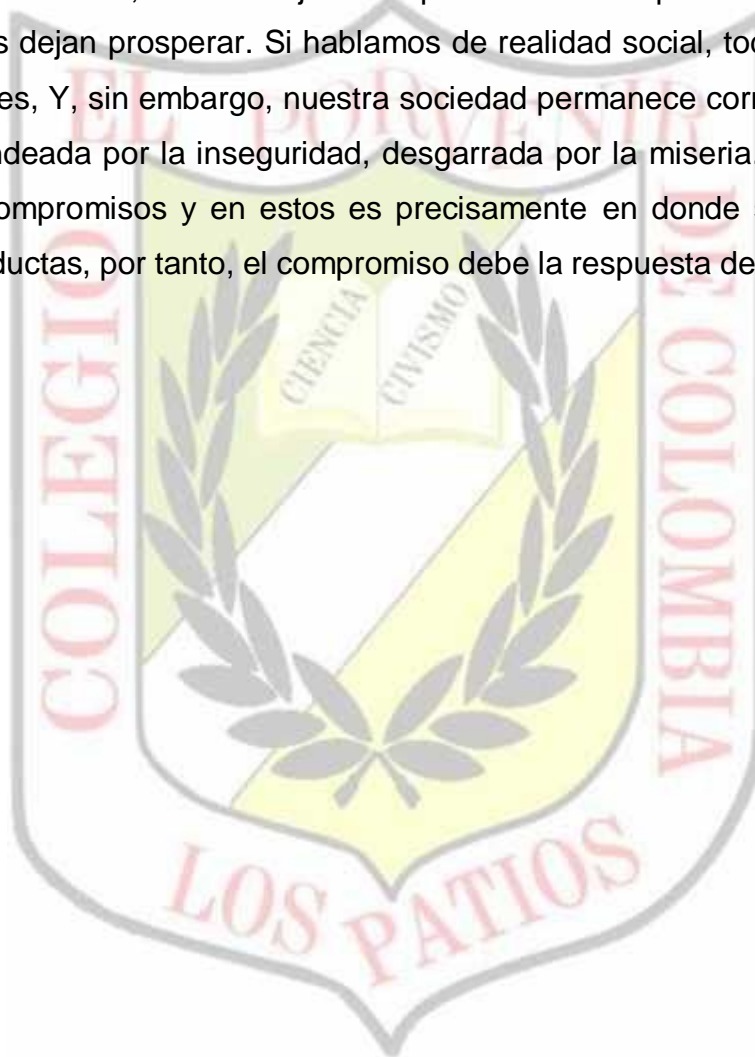 s dejan prosperar. Si hablamos de realidad social, tod
es, Y, sin embargo, nuestra sociedad permanece cor
ndeada por la inseguridad, desgarrada por la miseria.
ompromisos y en estos es precisamente en donde
ductas, por tanto, el compromiso debe la respuesta de
EL PORVENIR
COLEGIO
DE COLOMBIA
CIENCIA
CIVISMO
LOS PATIOS